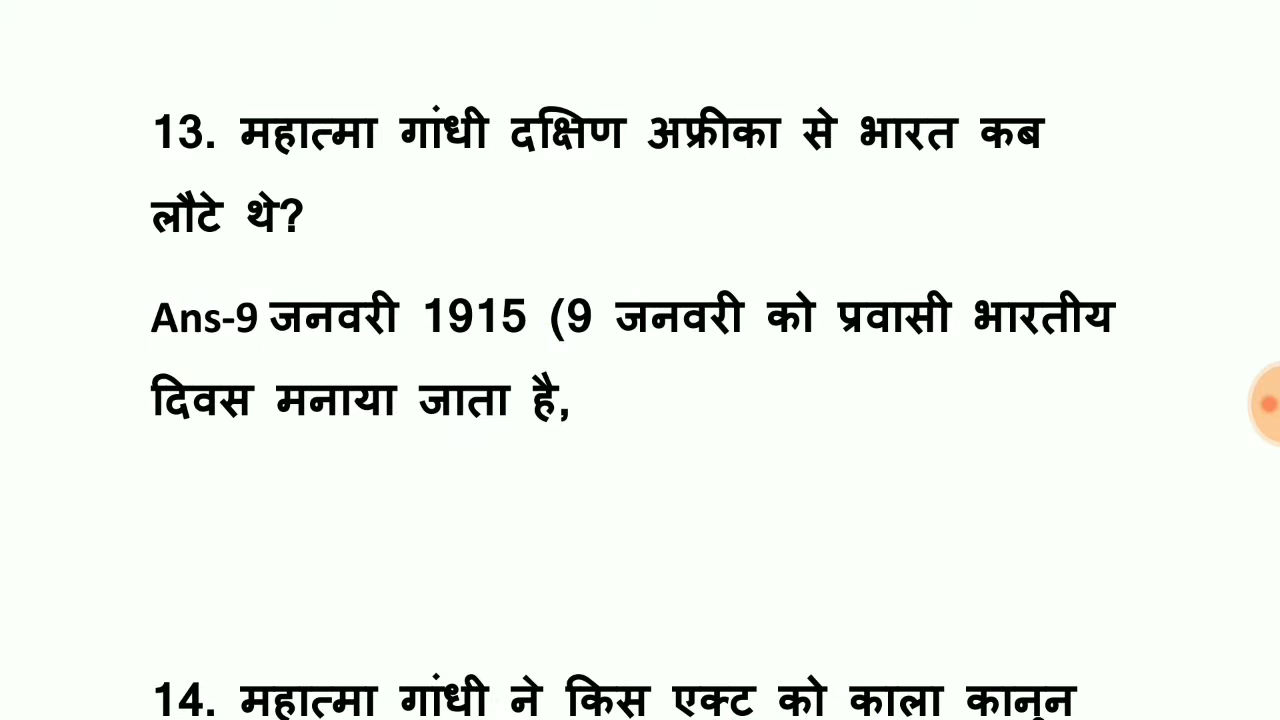 13. महात्मा गांधी दक्षिण अफ्रीका से भारत कब
लौटे थे?
Ans-9 जनवरी 1915 (9 जनवरी को प्रवासी भारतीय
दिवस मनाया जाता है,
14. महात्मा गांधी ने किस एक्ट को काला कानून